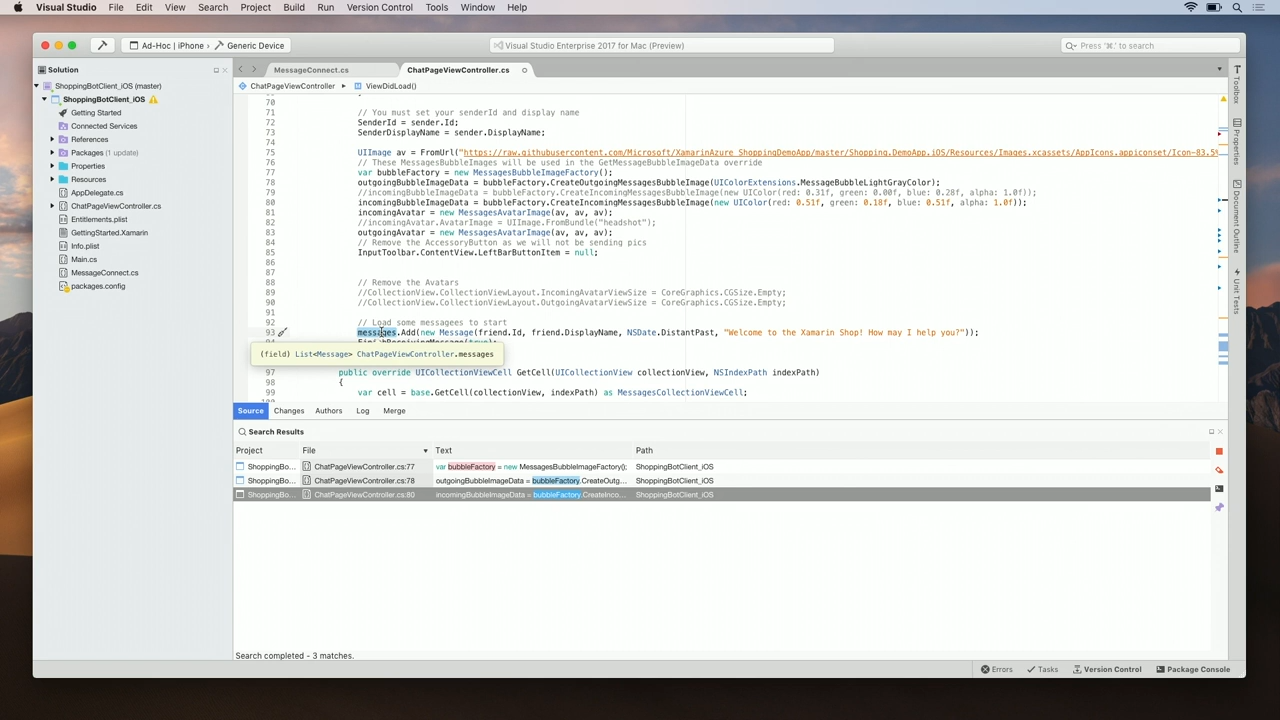 Visual Studio File Edit View Search Project Build Run Version Control Tools Window Help
Ad-Hoc | iPhone > Generic Device
Visual Studio Enterprise 2017 for Mac (Preview)
Press '⌘.' to search
Solution
ShoppingBotClient_iOS (master)
ShoppingBotClient_iOS
Getting Started
Connected Services
References
Packages (1 update)
Properties
Resources
AppDelegate.cs
ChatPageViewController.cs
Entitlements.plist
GettingStarted.Xamarin
Info.plist
Main.cs
MessageConnect.cs
packages.config
MessageConnect.cs
ChatPageViewController.cs
ChatPageViewController ▸ ViewDidLoad()
70
71 // You must set your senderId and display name
72 SenderId = sender.Id;
73 SenderDisplayName = sender.DisplayName;
74
75 UIImage av = FromUrl("https://raw.githubusercontent.com/Microsoft/XamarinAzure_ShoppingDemoApp/master/Shopping.DemoApp.iOS/Resources/Images.xcassets/AppIcons.appiconset/Icon-83.5%
76 // These MessagesBubbleImages will be used in the GetMessageBubbleImageData override
77 var bubbleFactory = new MessagesBubbleImageFactory();
78 outgoingBubbleImageData = bubbleFactory.CreateOutgoingMessagesBubbleImage(UIColorExtensions.MessageBubbleLightGrayColor);
79 //incomingBubbleImageData = bubbleFactory.CreateIncomingMessagesBubbleImage(new UIColor(red: 0.31f, green: 0.00f, blue: 0.28f, alpha: 1.0f));
80 incomingBubbleImageData = bubbleFactory.CreateIncomingMessagesBubbleImage(new UIColor(red: 0.51f, green: 0.18f, blue: 0.51f, alpha: 1.0f));
81 incomingAvatar = new MessagesAvatarImage(av, av, av);
82 //incomingAvatar.AvatarImage = UIImage.FromBundle("headshot");
83 outgoingAvatar = new MessagesAvatarImage(av, av, av);
84 // Remove the AccessoryButton as we will not be sending pics
85 InputToolbar.ContentView.LeftBarButtonItem = null;
86
87
88 // Remove the Avatars
89 //CollectionView.CollectionViewLayout.IncomingAvatarViewSize = CoreGraphics.CGSize.Empty;
90 //CollectionView.CollectionViewLayout.OutgoingAvatarViewSize = CoreGraphics.CGSize.Empty;
91
92 // Load some messagees to start
93 messages.Add(new Message(friend.Id, friend.DisplayName, NSDate.DistantPast, "Welcome to the Xamarin Shop! How may I help you?"));
(field) List<Message> ChatPageViewController.messages
97 public override UICollectionViewCell GetCell(UICollectionView collectionView, NSIndexPath indexPath)
98 {
99 var cell = base.GetCell(collectionView, indexPath) as MessagesCollectionViewCell;
Source Changes Authors Log Merge
Search Results
Project File Text Path
ShoppingBo... ChatPageViewController.cs:77 var bubbleFactory = new MessagesBubbleImageFactory(); ShoppingBotClient_iOS
ShoppingBo... ChatPageViewController.cs:78 outgoingBubbleImageData = bubbleFactory.CreateOutg... ShoppingBotClient_iOS
ShoppingBo... ChatPageViewController.cs:80 incomingBubbleImageData = bubbleFactory.CreateInco... ShoppingBotClient_iOS
Search completed - 3 matches.
Errors Tasks Version Control Package Console
Toolbox
Properties
Document Outline
Unit Tests